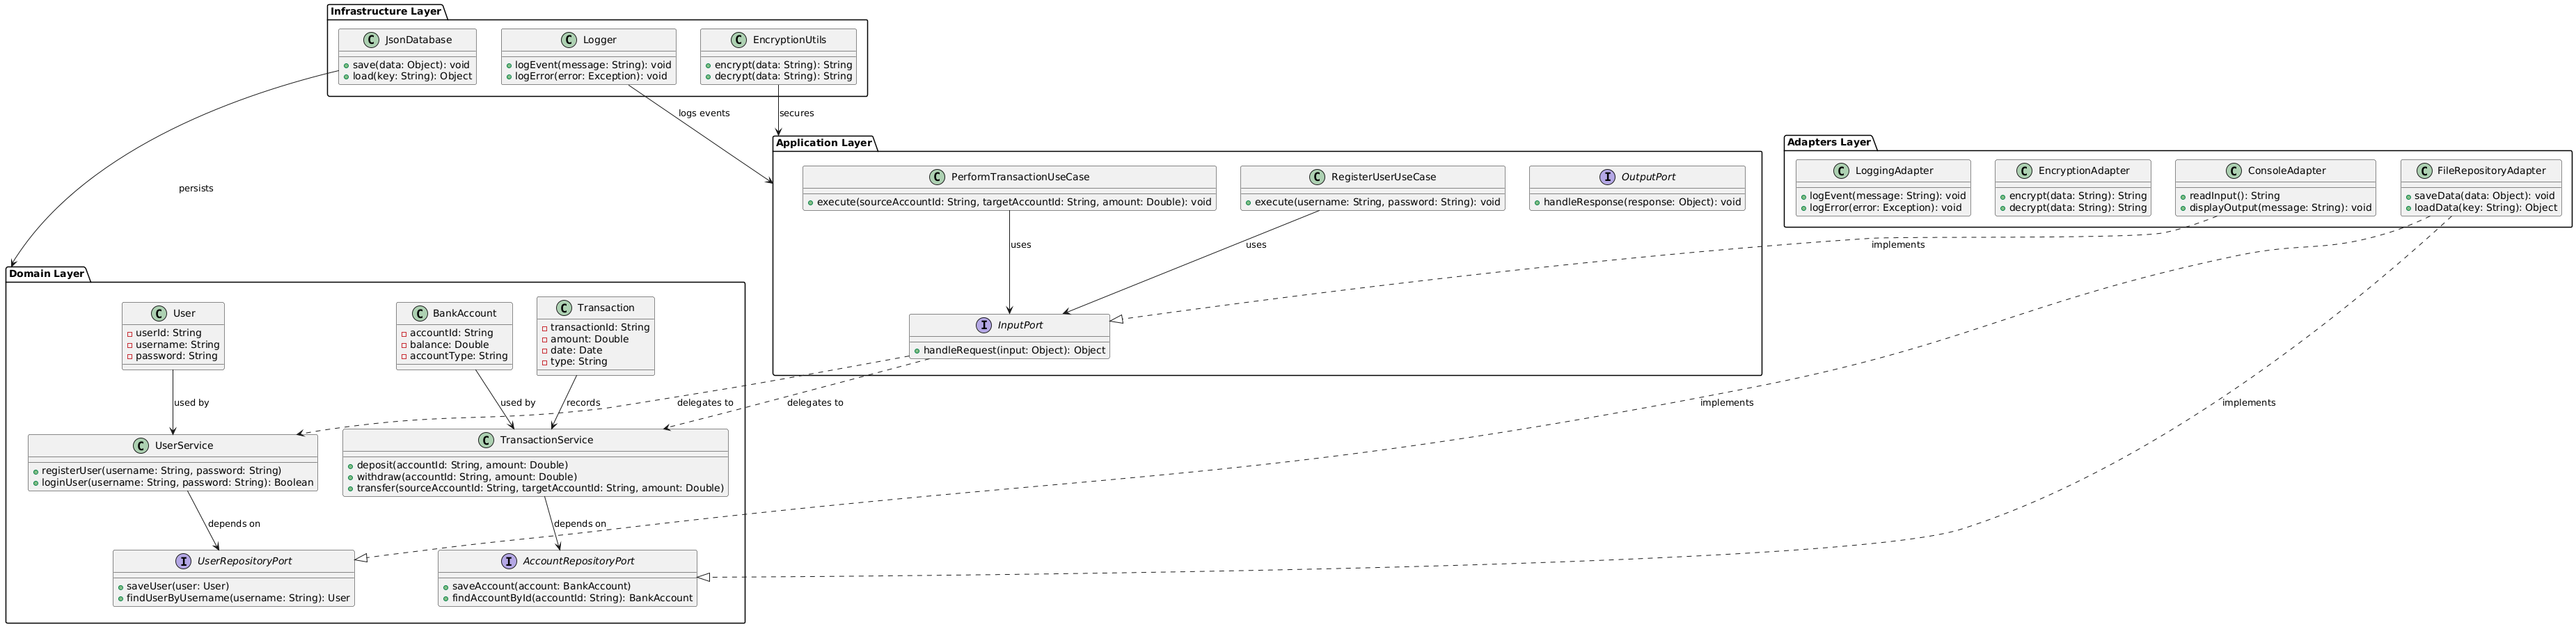 Infrastructure Layer
C JsonDatabase
save(data: Object): void
load(key: String): Object
C Logger
logEvent(message: String): void
logError(error: Exception): void
C EncryptionUtils
encrypt(data: String): String
decrypt(data: String): String
logs events
secures
persists
Application Layer
C PerformTransactionUseCase
execute(sourceAccountId: String, targetAccountId: String, amount: Double): void
C RegisterUserUseCase
execute(username: String, password: String): void
I OutputPort
handleResponse(response: Object): void
uses
uses
I InputPort
handleRequest(input: Object): Object
Adapters Layer
C LoggingAdapter
logEvent(message: String): void
logError(error: Exception): void
C EncryptionAdapter
encrypt(data: String): String
decrypt(data: String): String
C ConsoleAdapter
readInput(): String
displayOutput(message: String): void
C FileRepositoryAdapter
saveData(data: Object): void
loadData(key: String): Object
implements
implements
implements
Domain Layer
C User
userId: String
username: String
password: String
C BankAccount
accountId: String
balance: Double
accountType: String
C Transaction
transactionId: String
amount: Double
date: Date
type: String
used by
used by
records
delegates to
delegates to
C UserService
registerUser(username: String, password: String)
loginUser(username: String, password: String): Boolean
C TransactionService
deposit(accountId: String, amount: Double)
withdraw(accountId: String, amount: Double)
transfer(sourceAccountId: String, targetAccountId: String, amount: Double)
depends on
depends on
I UserRepositoryPort
saveUser(user: User)
findUserByUsername(username: String): User
I AccountRepositoryPort
saveAccount(account: BankAccount)
findAccountById(accountId: String): BankAccount